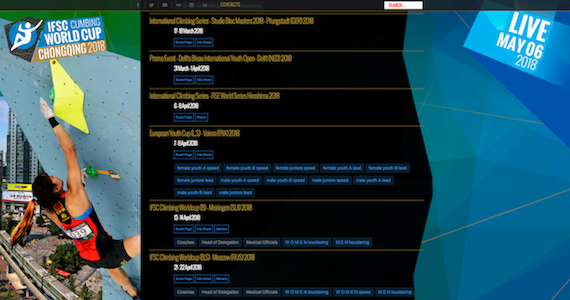 CONTACTS
SEARCH...
IFSC CLIMBING
WORLD CUP
CHONGQING 2018
LIVE
MAY 06
2018
International Climbing Series - Studio Bloc Masters 2018 - Pfungstadt (GER) 2018
17-18 March 2018
Event Page Info Sheet
Promo Event - Delfts Bleau International Youth Open - Delft (NED) 2018
31 March - 1 April 2018
Event Page Info Sheet
International Climbing Series - RISE World Series Hiroshima 2018
6-8 April 2018
Event Page Result
European Youth Cup (L,S) - Voiron (FRA) 2018
7-8 April 2018
Event Page Info Sheet
female youth A speed female youth B speed female juniors speed female youth A lead female youth B lead
female juniors lead male youth A speed male youth B speed male juniors speed male youth A lead
male youth B lead male juniors lead
IFSC Climbing Worldcup (B) - Meiringen (SUI) 2018
13-14 April 2018
Event Page Info Sheet
Coaches Head of Delegation Medical Officials W O M E N bouldering M E N bouldering
IFSC Climbing Worldcup (B,S) - Moscow (RUS) 2018
21-22 April 2018
Event Page Info Sheet
Coaches Head of Delegation Medical Officials W O M E N bouldering W O M E N speed M E N bouldering